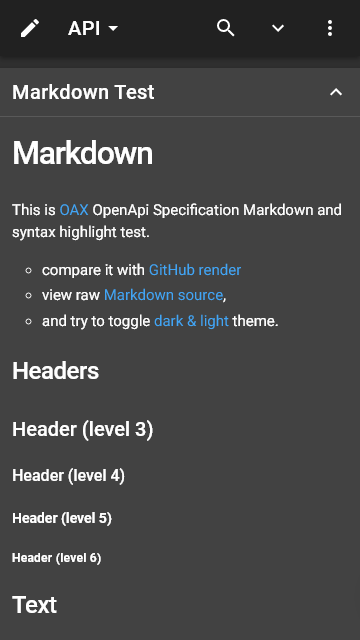 API
Markdown Test
Markdown
This is OAX OpenApi Specification Markdown and
syntax highlight test.
compare it with GitHub render
view raw Markdown source,
and try to toggle dark & light theme.
Headers
Header (level 3)
Header (level 4)
Header (level 5)
Header (level 6)
Text